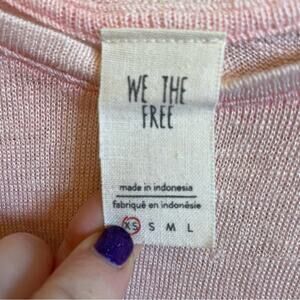 WE THE
FREE
made in indonesia
fabriqué en indonésie
XS S M L